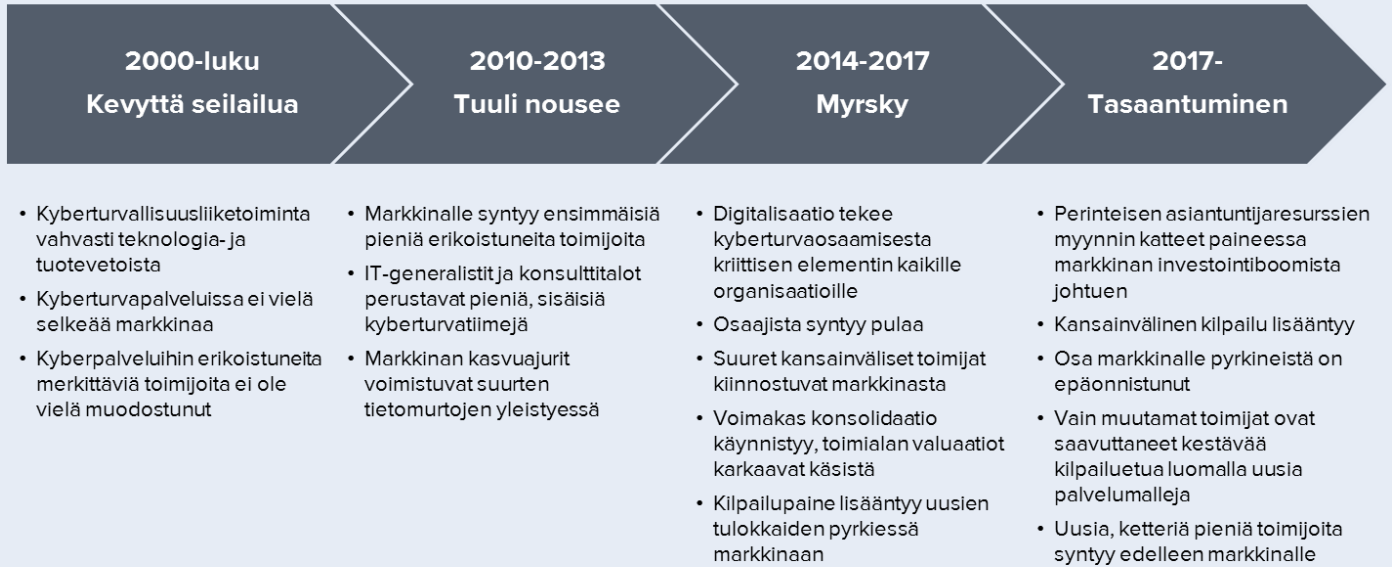 2000-luku
Kevyttä seilailua
2010-2013
Tuuli nousee
2014-2017
Myrsky
2017-
Tasaantuminen
• Kyberturvallisuusliiketoiminta
vahvasti teknologia- ja
tuotevetoista
• Kyberturvapalveluissa ei vielä
selkeää markkinaa
• Kyberpalveluihin erikoistuneita
merkittäviä toimijoita ei ole
vielä muodostunut
• Markkinalle syntyy ensimmäisiä
pieniä erikoistuneita toimijoita
• IT-generalistit ja konsulttitalot
perustavat pieniä, sisäisiä
kyberturvatiimejä
• Markkinan kasvuajurit
voimistuvat suurten
tietomurtojen yleistyessä
• Digitalisaatio tekee
kyberturvaosaamisesta
kriittisen elementin kaikille
organisaatioille
• Osaajista syntyy pulaa
• Suuret kansainväliset toimijat
kiinnostuvat markkinasta
• Voimakas konsolidaatio
käynnistyy, toimialan valuaatiot
karkaavat käsistä
• Kilpailupaine lisääntyy uusien
tulokkaiden pyrkiessä
markkinaan
• Perinteisen asiantuntijaresurssien
myynnin katteet paineessa
markkinan investointiboomista
johtuen
• Kansainvälinen kilpailu lisääntyy
• Osa markkinalle pyrkineistä on
epäonnistunut
• Vain muutamat toimijat ovat
saavuttaneet kestävää
kilpailuetua luomalla uusia
palvelumalleja
• Uusia, ketteriä pieniä toimijoita
syntyy edelleen markkinalle